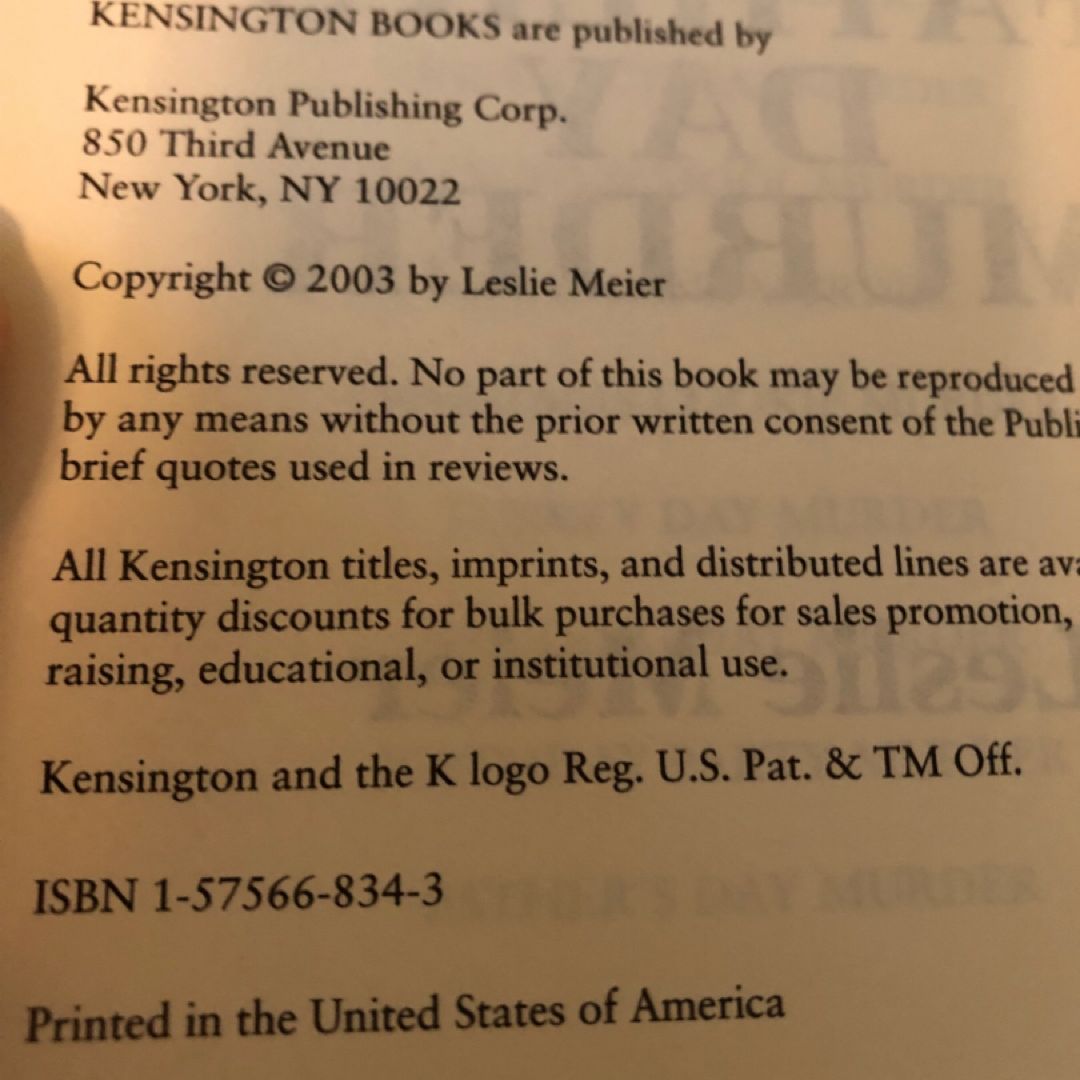 KENSINGTON BOOKS are published by
Kensington Publishing Corp.
850 Third Avenue
New York, NY 10022
Copyright © 2003 by Leslie Meier
All rights reserved. No part of this book may be reproduced
by any means without the prior written consent of the Publi
brief quotes used in reviews.
All Kensington titles, imprints, and distributed lines are ava
quantity discounts for bulk purchases for sales promotion,
raising, educational, or institutional use.
Kensington and the K logo Reg. U.S. Pat. & TM Off.
ISBN 1-57566-834-3
Printed in the United States of America